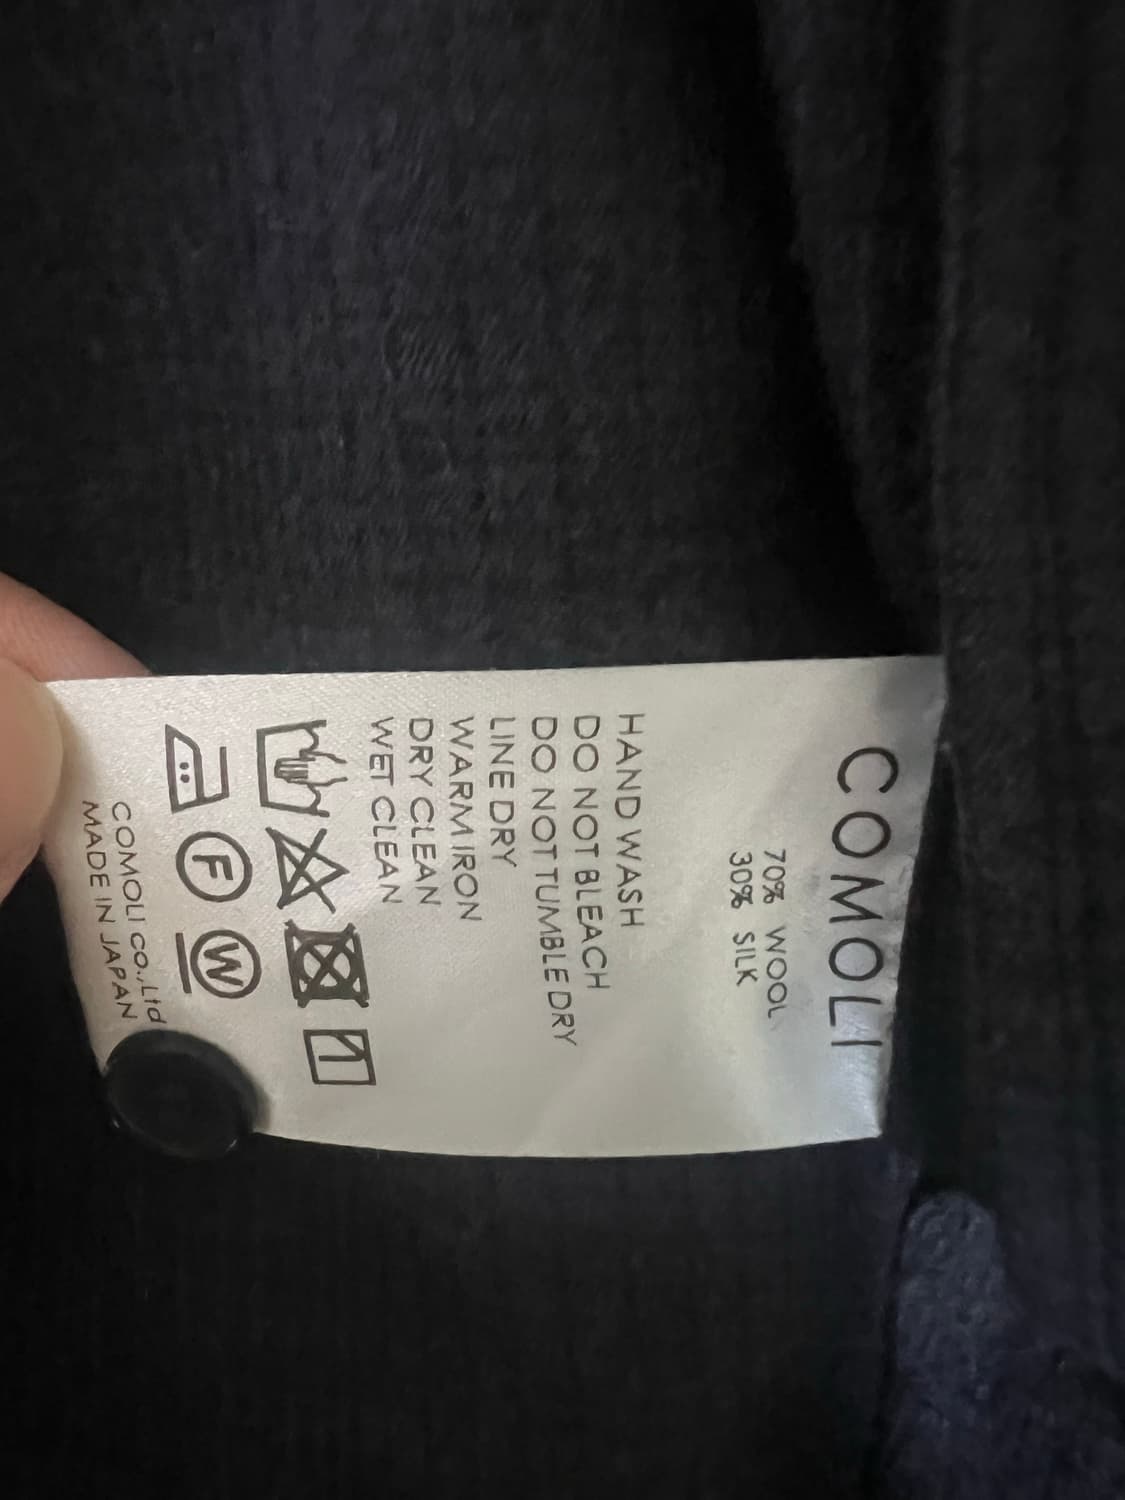 COMOLI
70% WOOL
30% SILK
HAND WASH
DO NOT BLEACH
DO NOT TUMBLE DRY
LINE DRY
WARM IRON
DRY CLEAN
WET CLEAN
F W
COMOLI co.,Ltd
MADE IN JAPAN